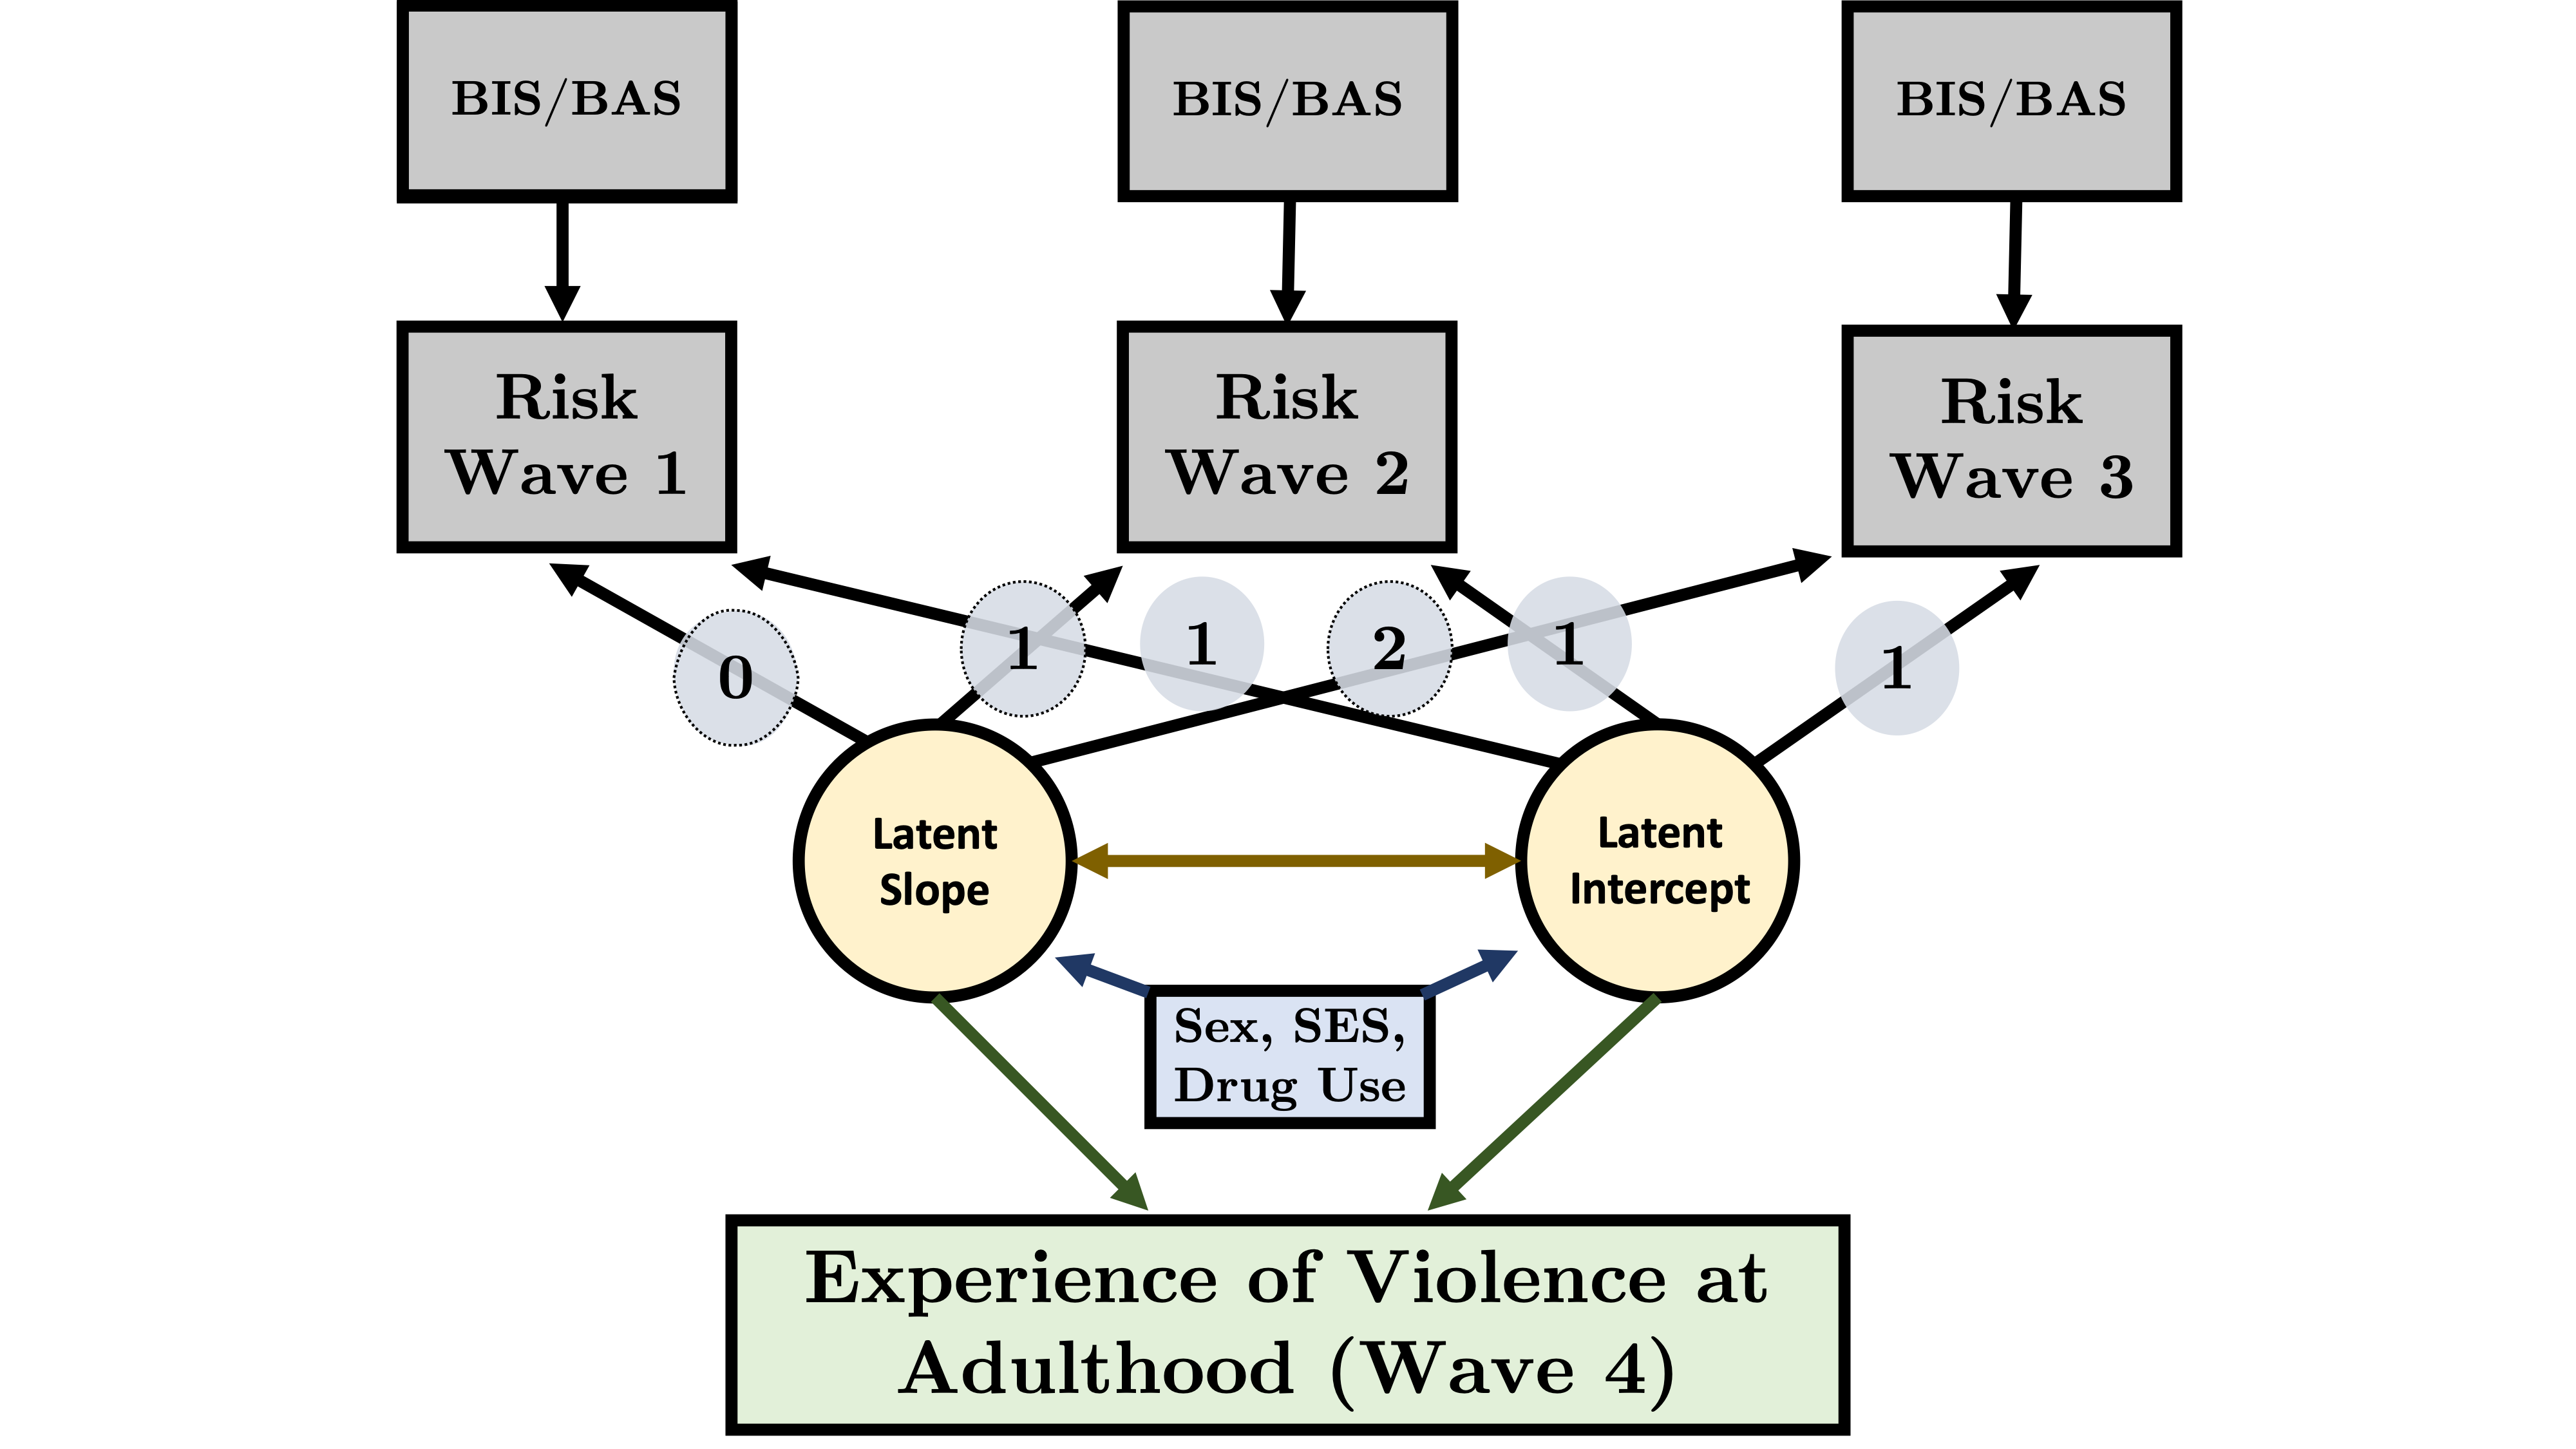 BIS/BAS
BIS/BAS
BIS/BAS
Risk
Wave 1
Risk
Wave 2
Risk
Wave 3
0
1
1
2
1
1
Latent
Slope
Latent
Intercept
Sex, SES,
Drug Use
Experience of Violence at
Adulthood (Wave 4)